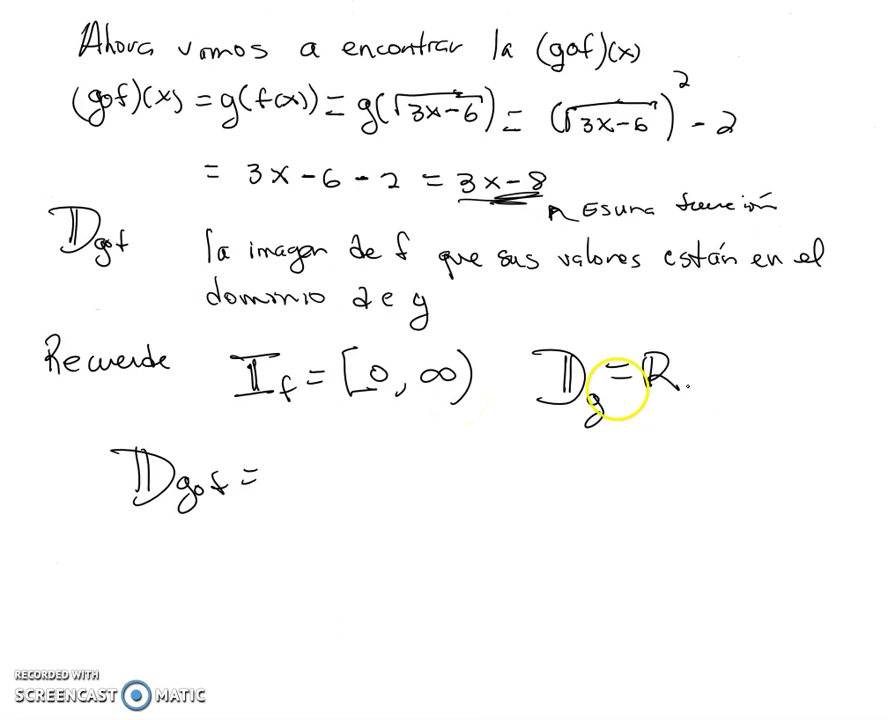 Ahora vamos a encontrar la (gof)(x)
(gof)(x) = g(f(x)) = g(√3x-6) = (√3x-6)² - 2
= 3x - 6 - 2 = 3x - 8
Es una función
Dgof la imagen de f que sus valores están en el
dominio de g
Recuerde If = [0, ∞) Dg = R.
Dgof =
RECORDED WITH
SCREENCAST MATIC